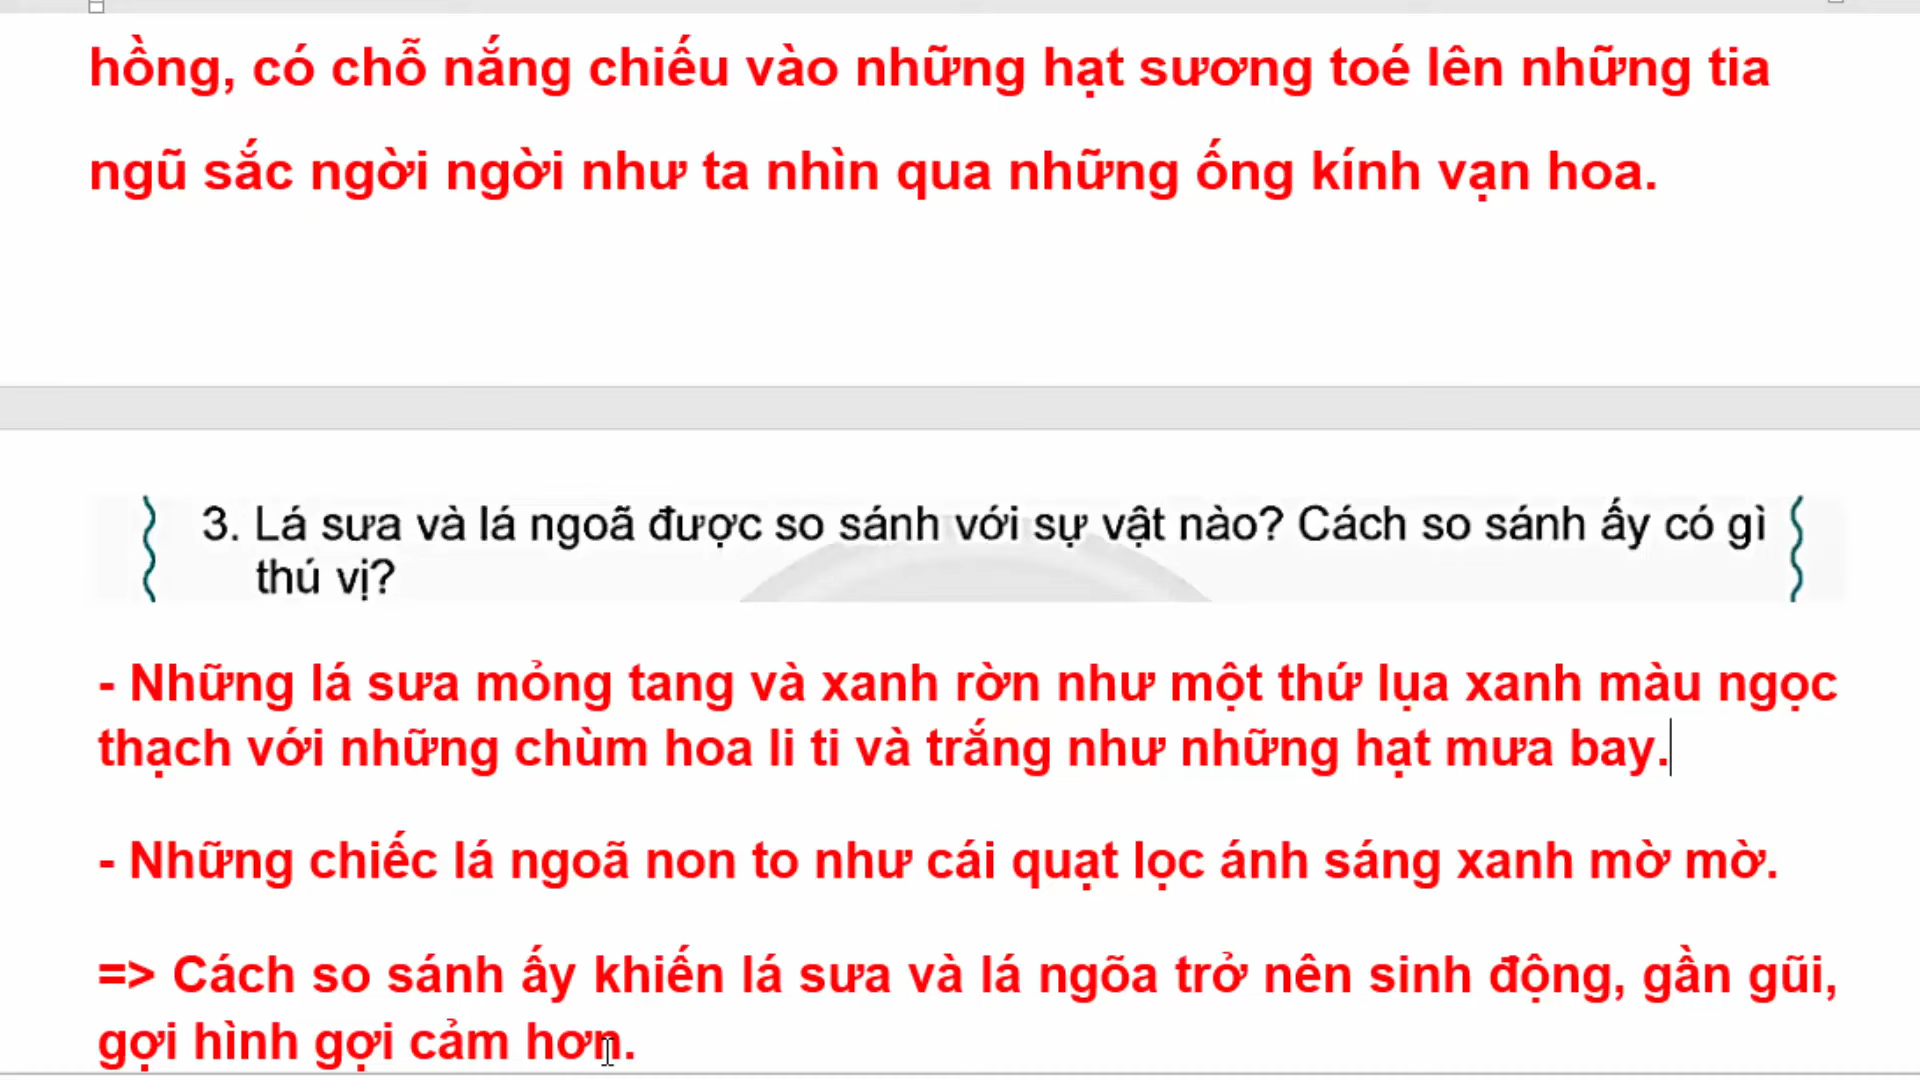 hồng, có chỗ nắng chiếu vào những hạt sương toé lên những tia
ngũ sắc ngời ngời như ta nhìn qua những ống kính vạn hoa.
3. Lá sưa và lá ngoã được so sánh với sự vật nào? Cách so sánh ấy có gì
thú vị?
- Những lá sưa mỏng tang và xanh rờn như một thứ lụa xanh màu ngọc
thạch với những chùm hoa li ti và trắng như những hạt mưa bay.
- Những chiếc lá ngoã non to như cái quạt lọc ánh sáng xanh mờ mờ.
=> Cách so sánh ấy khiến lá sưa và lá ngõa trở nên sinh động, gần gũi,
gợi hình gợi cảm hơn.